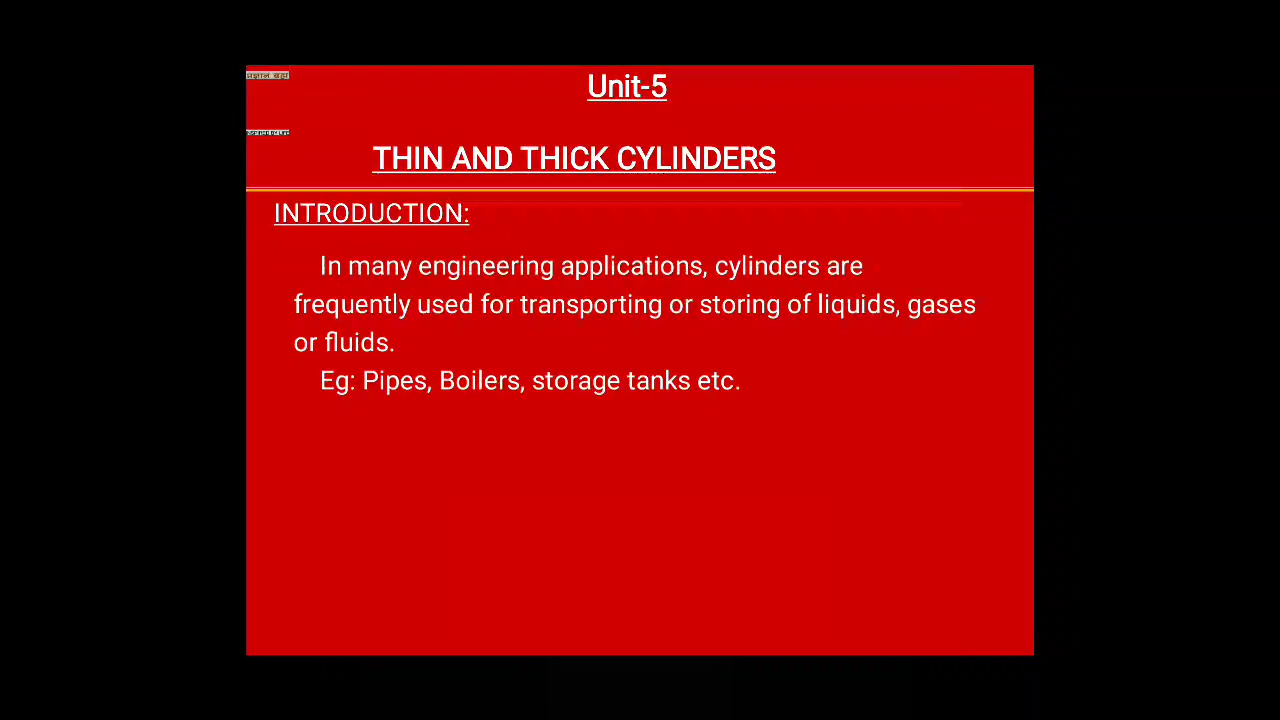 Unit-5
THIN AND THICK CYLINDERS
INTRODUCTION:
In many engineering applications, cylinders are
frequently used for transporting or storing of liquids, gases
or fluids.
Eg: Pipes, Boilers, storage tanks etc.